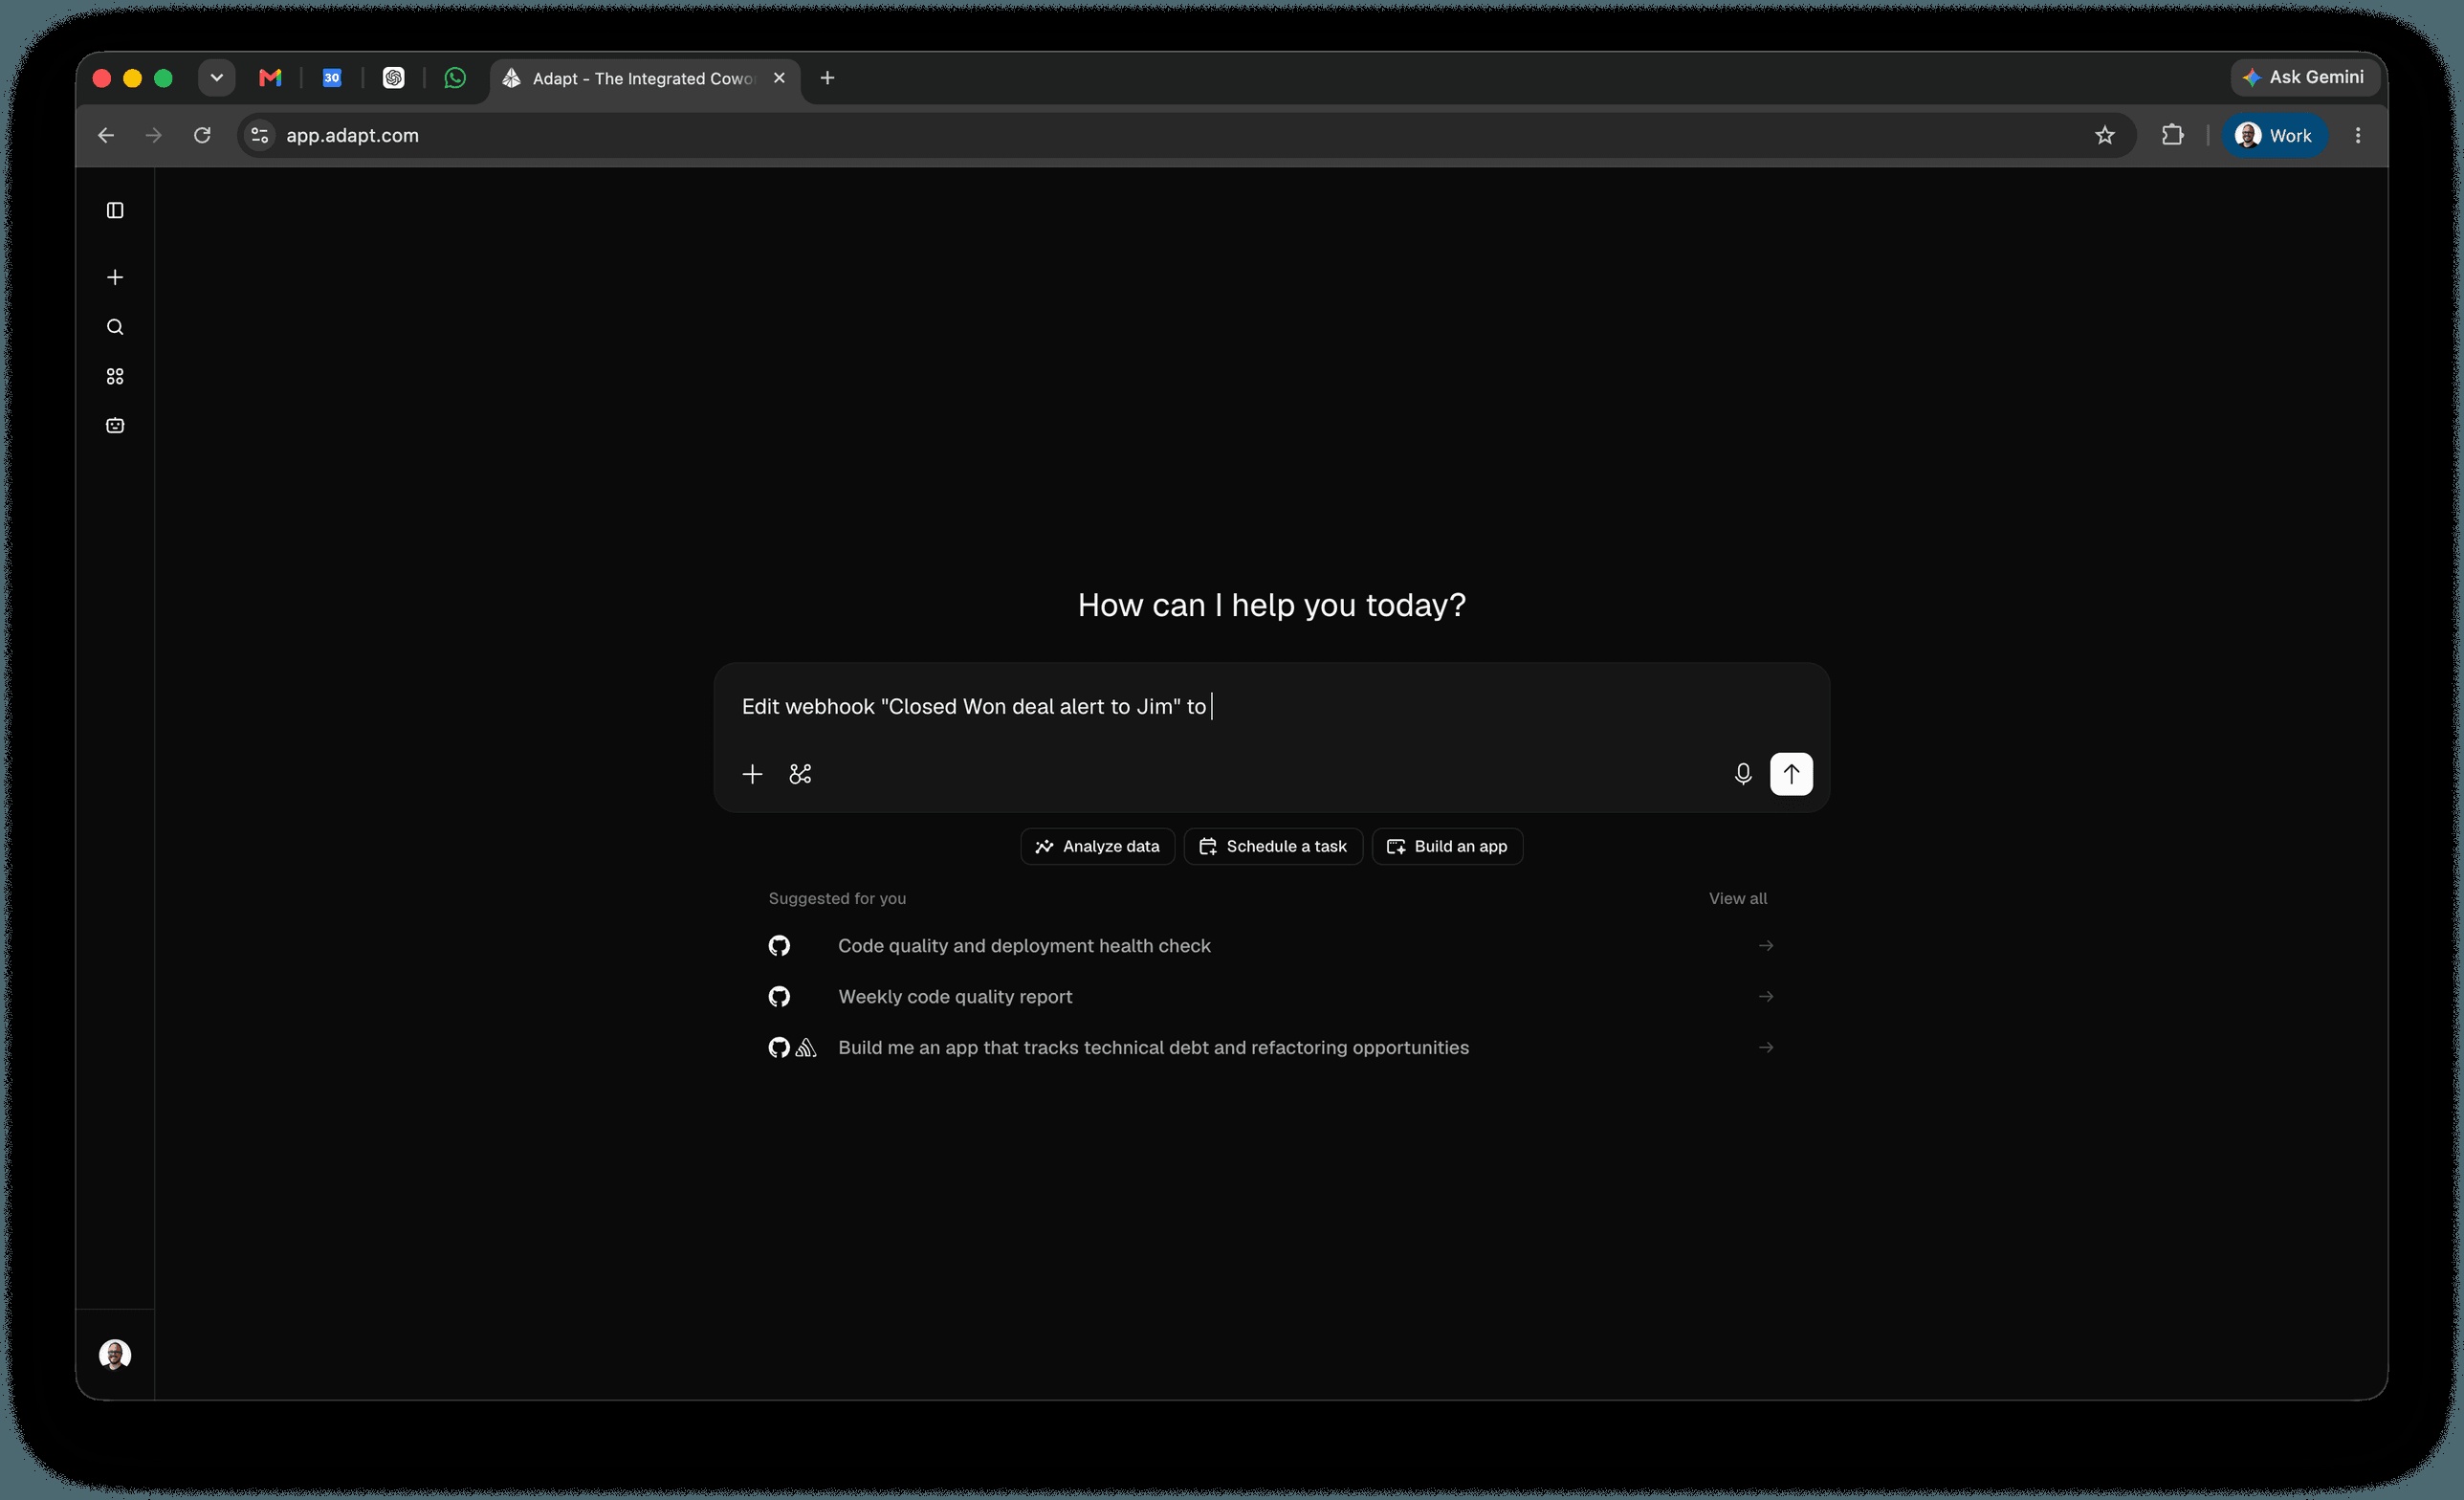 30
Adapt - The Integrated Cowo
Ask Gemini
app.adapt.com
Work
How can I help you today?
Edit webhook "Closed Won deal alert to Jim" to
Analyze data
Schedule a task
Build an app
Suggested for you
View all
Code quality and deployment health check
Weekly code quality report
Build me an app that tracks technical debt and refactoring opportunities